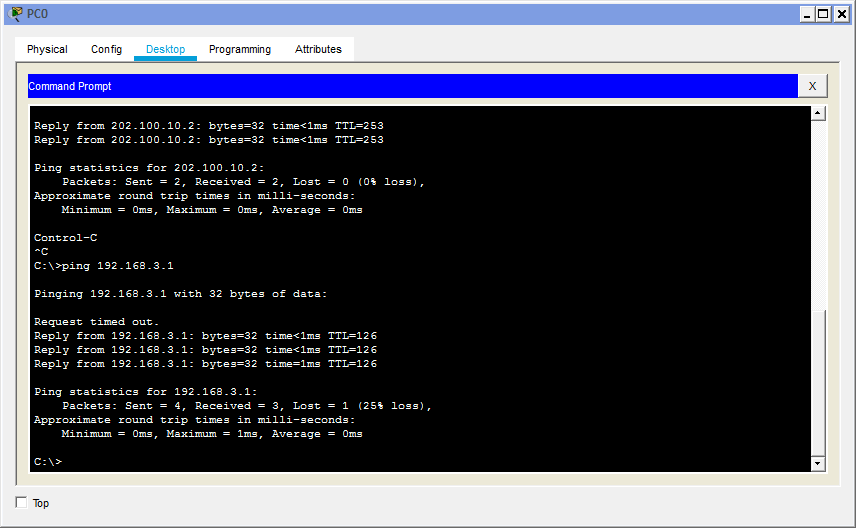 PC0
Physical Config Desktop Programming Attributes
Command Prompt X
Reply from 202.100.10.2: bytes=32 time<1ms TTL=253
Reply from 202.100.10.2: bytes=32 time<1ms TTL=253
Ping statistics for 202.100.10.2:
Packets: Sent = 2, Received = 2, Lost = 0 (0% loss),
Approximate round trip times in milli-seconds:
Minimum = 0ms, Maximum = 0ms, Average = 0ms
Control-C
^C
C:\>ping 192.168.3.1
Pinging 192.168.3.1 with 32 bytes of data:
Request timed out.
Reply from 192.168.3.1: bytes=32 time<1ms TTL=126
Reply from 192.168.3.1: bytes=32 time<1ms TTL=126
Reply from 192.168.3.1: bytes=32 time=1ms TTL=126
Ping statistics for 192.168.3.1:
Packets: Sent = 4, Received = 3, Lost = 1 (25% loss),
Approximate round trip times in milli-seconds:
Minimum = 0ms, Maximum = 1ms, Average = 0ms
C:\>
Top